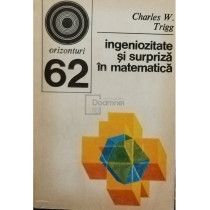 Charles W.
Trigg
orizonturi
62
ingeniozitate
și surpriză
în matematică